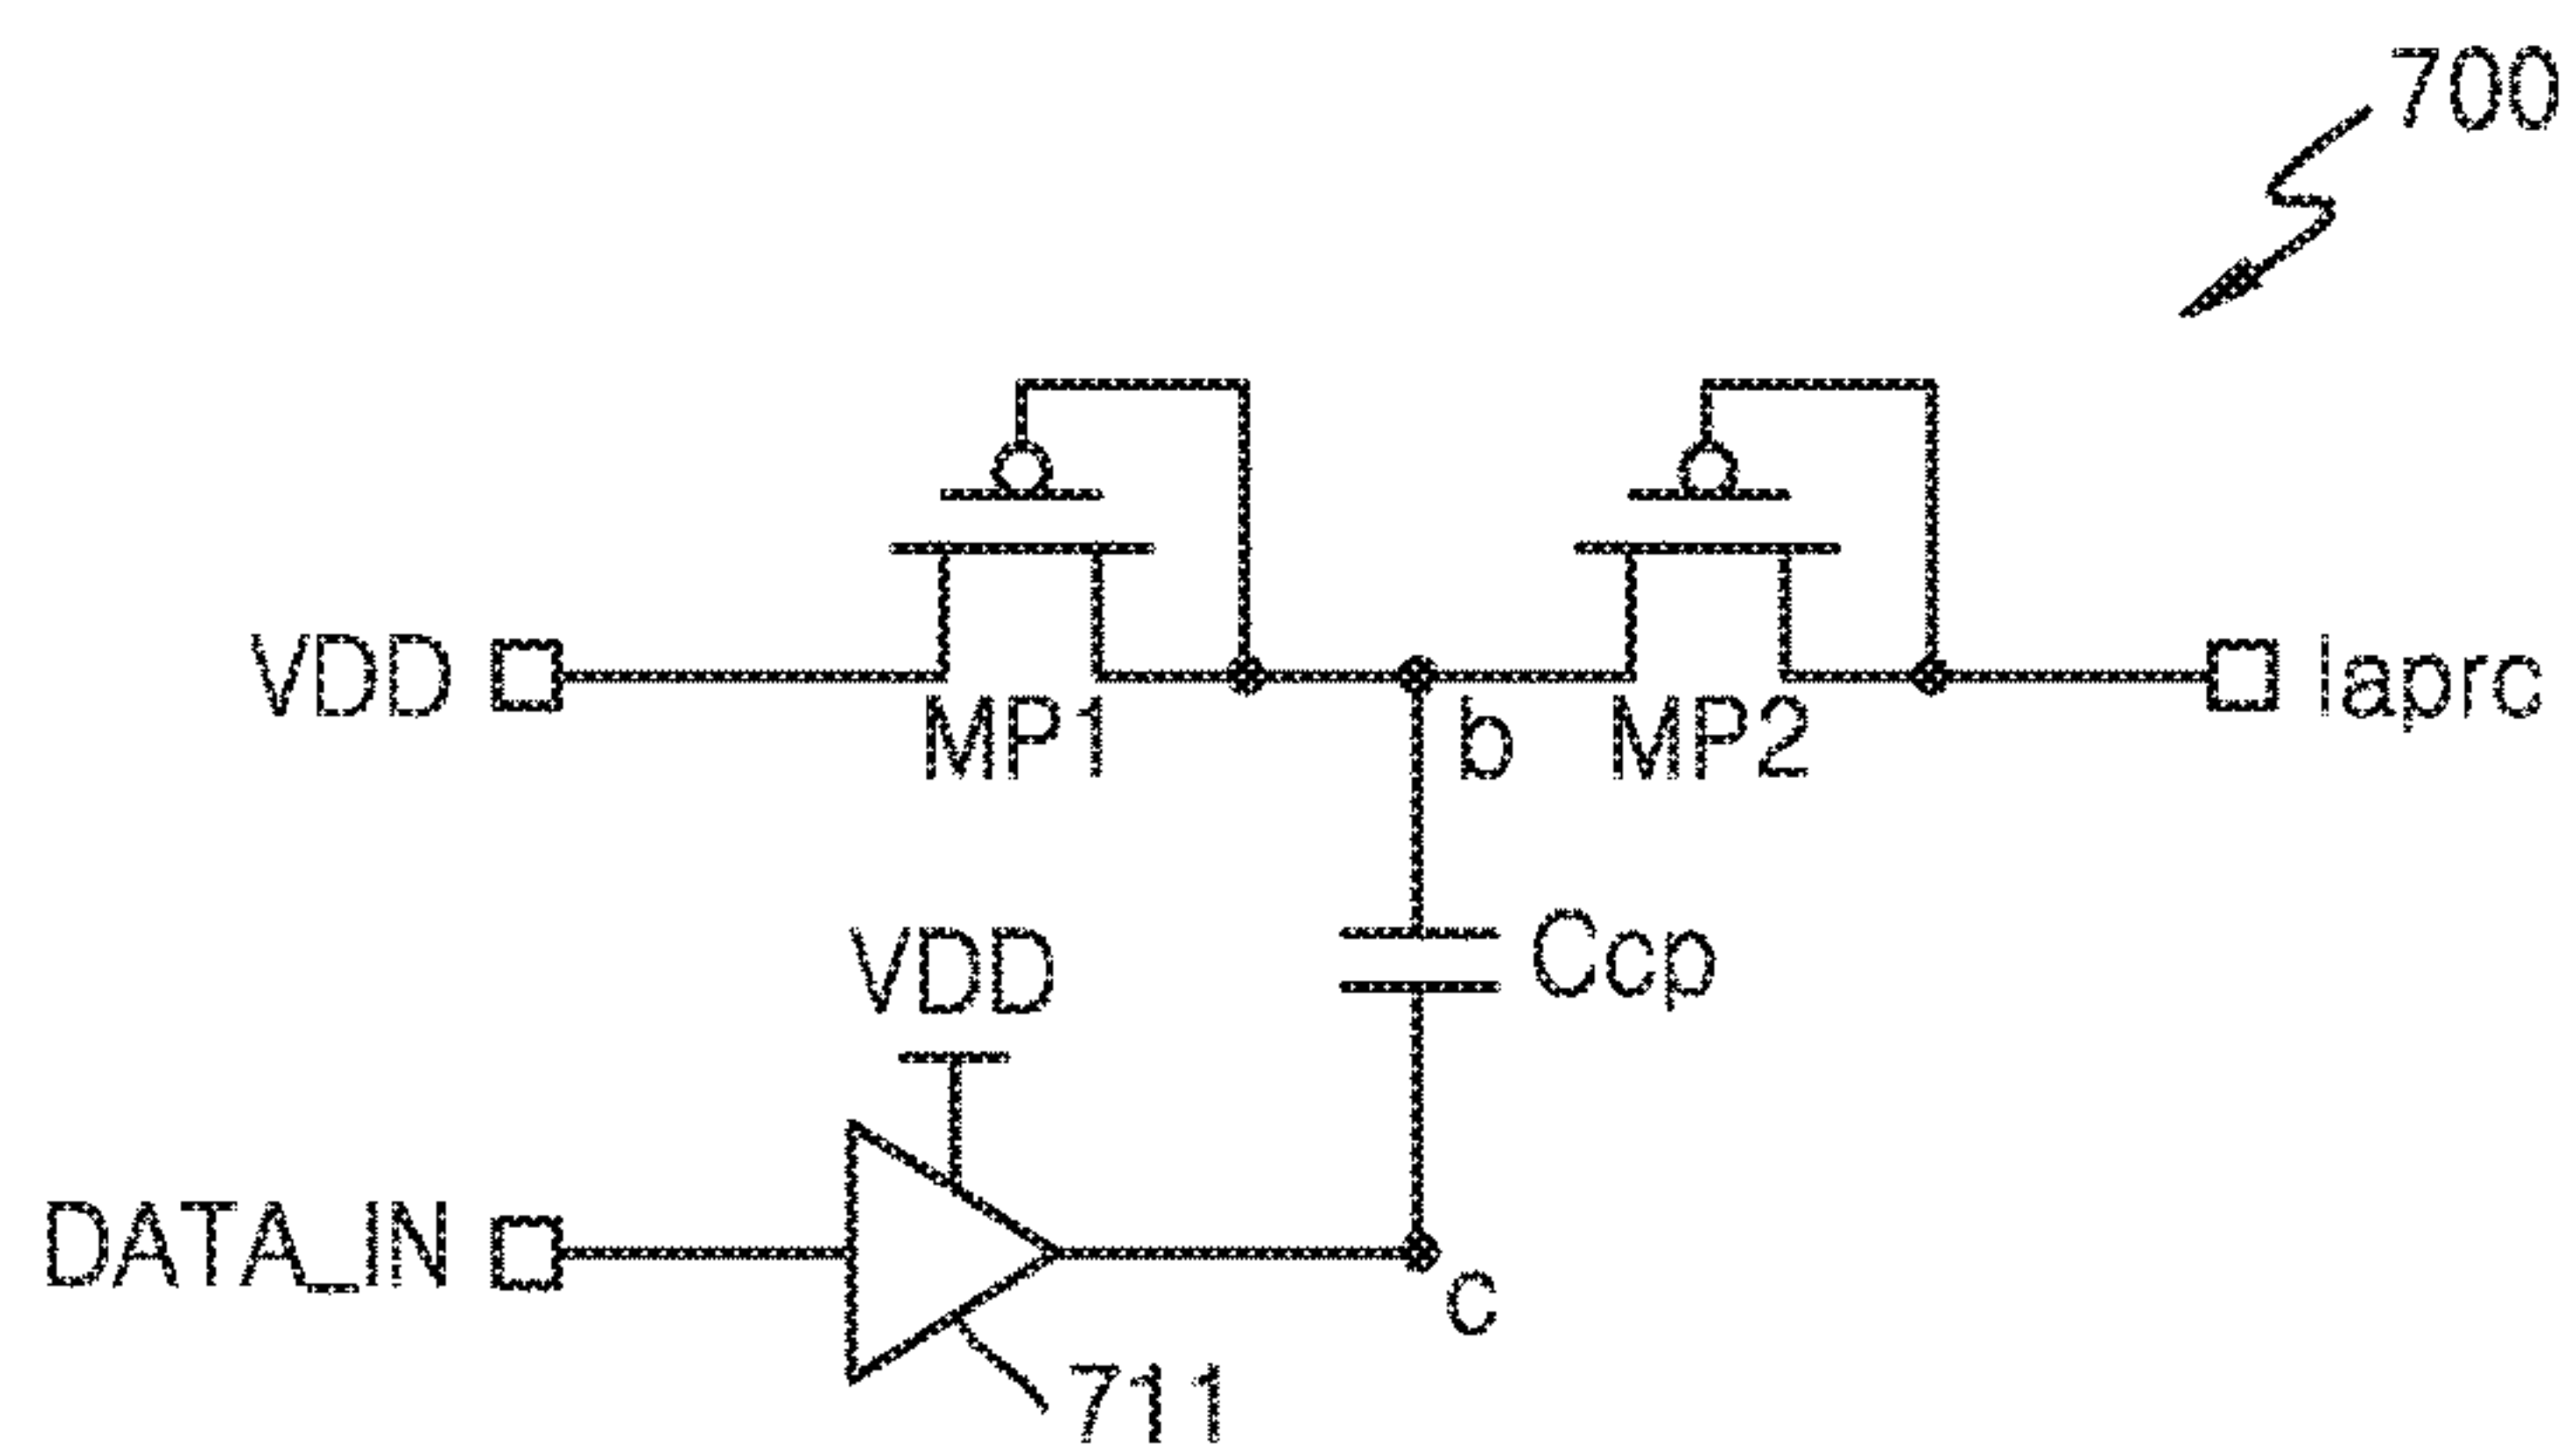 700
VDD
MP1
b
MP2
Iaprc
VDD
Ccp
DATA_IN
c
711